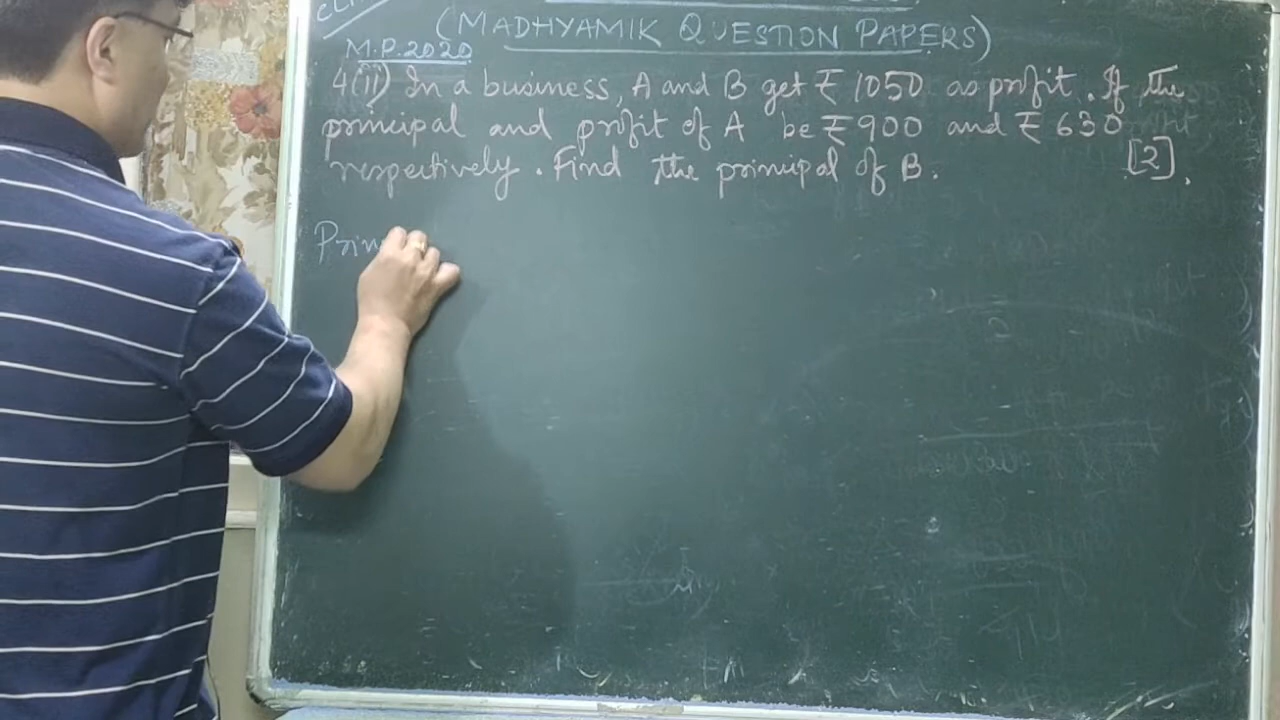 (MADHYAMIK QUESTION PAPERS)
M.P.2020
4(ii) In a business, A and B get ₹ 1050 as profit. If the
principal and profit of A be ₹ 900 and ₹ 630
respectively. Find the principal of B. [2].
Prin